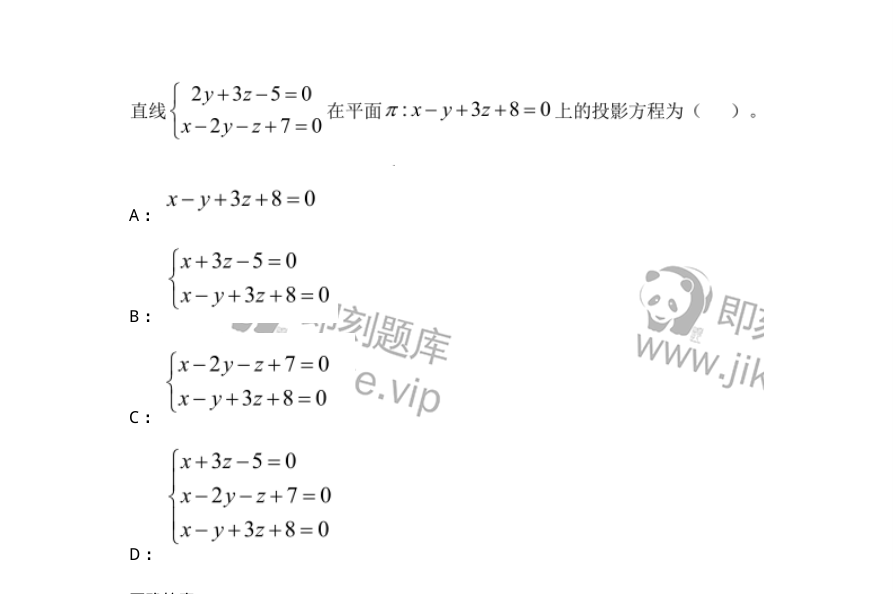 直线{2y+3z−5=0 x−2y−z+7=0 在平面π:x−y+3z+8=0上的投影方程为（  ）。
A： x−y+3z+8=0
B： {x+3z−5=0 x−y+3z+8=0
C： {x−2y−z+7=0 x−y+3z+8=0
D： {x+3z−5=0 x−2y−z+7=0 x−y+3z+8=0
刻题库
e.vip
即
www.jik